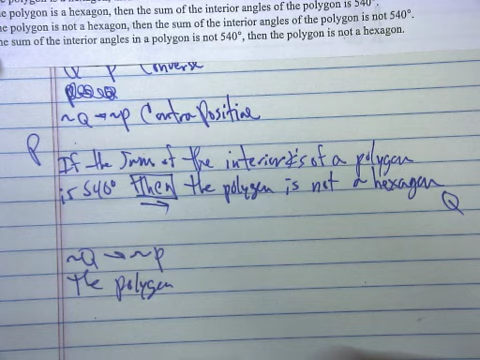 the polygon is a hexagon, then the sum of the interior angles of the polygon is 540°.
the polygon is not a hexagon, then the sum of the interior angles of the polygon is not 540°.
the sum of the interior angles in a polygon is not 540°, then the polygon is not a hexagon.
Q P Converse
~Q → ~p Contra Positive
P
If the Sum of the interior ∠'s of a polygon
is 540° then the polygon is not a hexagon
Q
~Q → ~p
The polygon